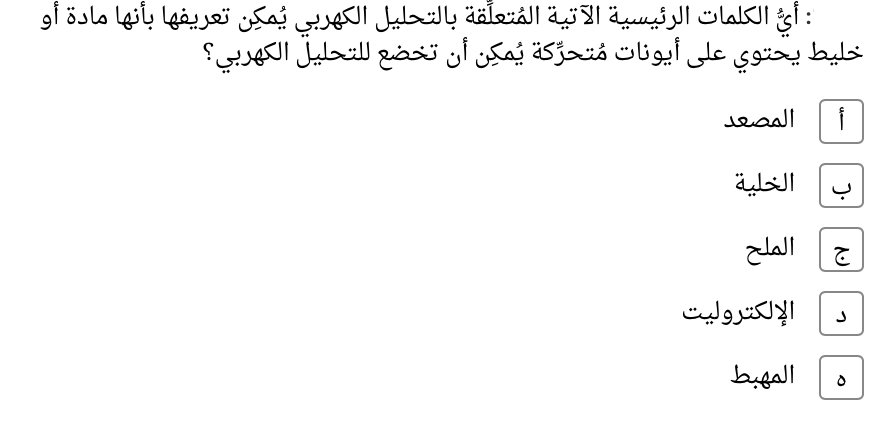 : أيُّ الكلمات الرئيسية الآتية المُتعلِّقة بالتحليل الكهربي يُمكِن تعريفها بأنها مادة أو
خليط يحتوي على أيونات مُتحرِّكة يُمكِن أن تخضع للتحليل الكهربي؟
أ المصعد
ب الخلية
ج الملح
د الإلكتروليت
ه المهبط